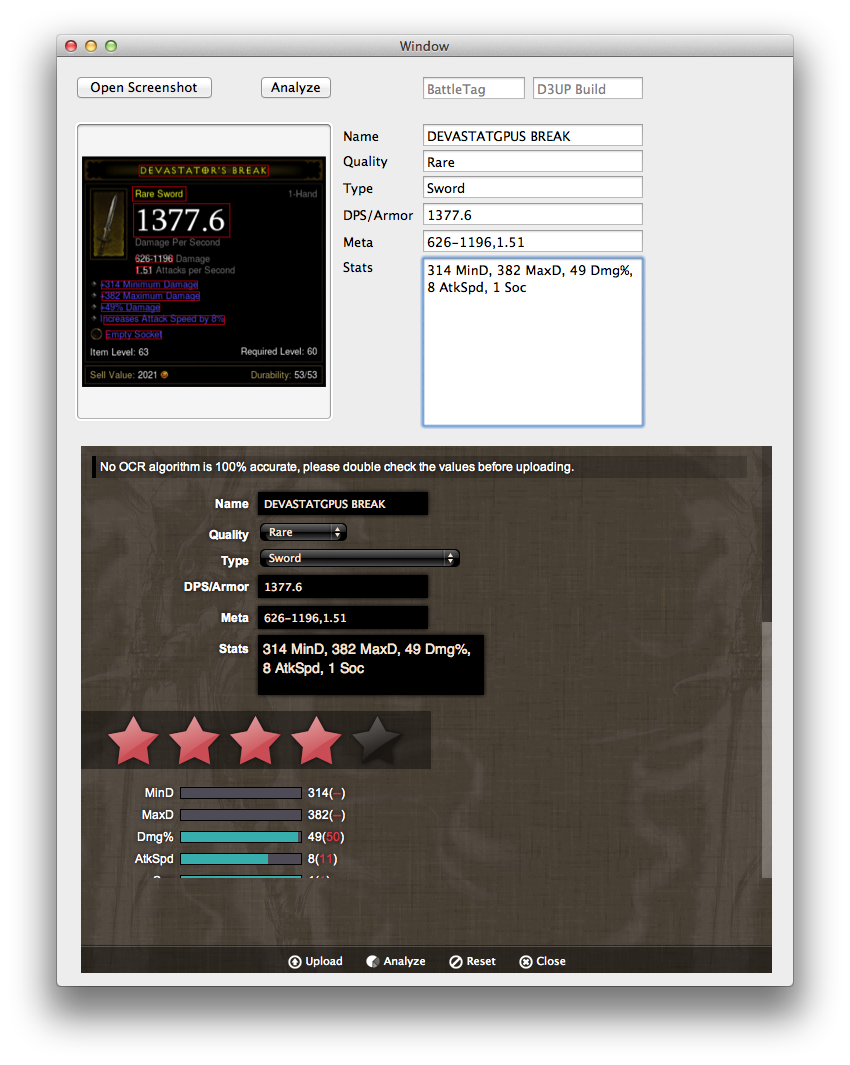 Window
Open Screenshot
Analyze
BattleTag
D3UP Build
DEVASTATOR'S BREAK
Rare Sword
1-Hand
1377.6
Damage Per Second
626-1196 Damage
1.51 Attacks per Second
+314 Minimum Damage
+382 Maximum Damage
+49% Damage
Increases Attack Speed by 8%
Empty Socket
Item Level: 63
Required Level: 60
Sell Value: 2021
Durability: 53/53
Name
DEVASTATGPUS BREAK
Quality
Rare
Type
Sword
DPS/Armor
1377.6
Meta
626-1196,1.51
Stats
314 MinD, 382 MaxD, 49 Dmg%,
8 AtkSpd, 1 Soc
No OCR algorithm is 100% accurate, please double check the values before uploading.
Name
DEVASTATGPUS BREAK
Quality
Rare
Type
Sword
DPS/Armor
1377.6
Meta
626-1196,1.51
Stats
314 MinD, 382 MaxD, 49 Dmg%,
8 AtkSpd, 1 Soc
MinD
314(--)
MaxD
382(--)
Dmg%
49(50)
AtkSpd
8(11)
Upload
Analyze
Reset
Close